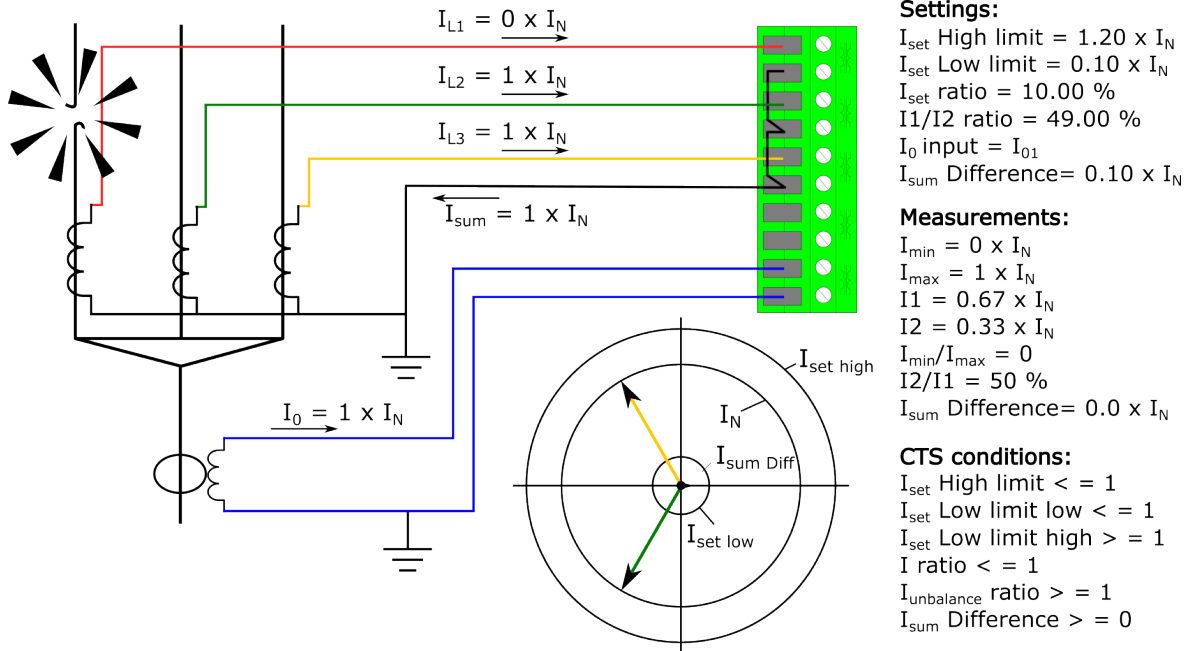 I_L1 = 0 x I_N
I_L2 = 1 x I_N
I_L3 = 1 x I_N
I_sum = 1 x I_N
I_0 = 1 x I_N
I_set high
I_N
I_sum Diff
I_set low
Settings:
I_set High limit = 1.20 x I_N
I_set Low limit = 0.10 x I_N
I_set ratio = 10.00 %
I1/I2 ratio = 49.00 %
I_0 input = I_01
I_sum Difference= 0.10 x I_N
Measurements:
I_min = 0 x I_N
I_max = 1 x I_N
I1 = 0.67 x I_N
I2 = 0.33 x I_N
I_min/I_max = 0
I2/I1 = 50 %
I_sum Difference= 0.0 x I_N
CTS conditions:
I_set High limit < = 1
I_set Low limit low < = 1
I_set Low limit high > = 1
I ratio < = 1
I_unbalance ratio > = 1
I_sum Difference > = 0